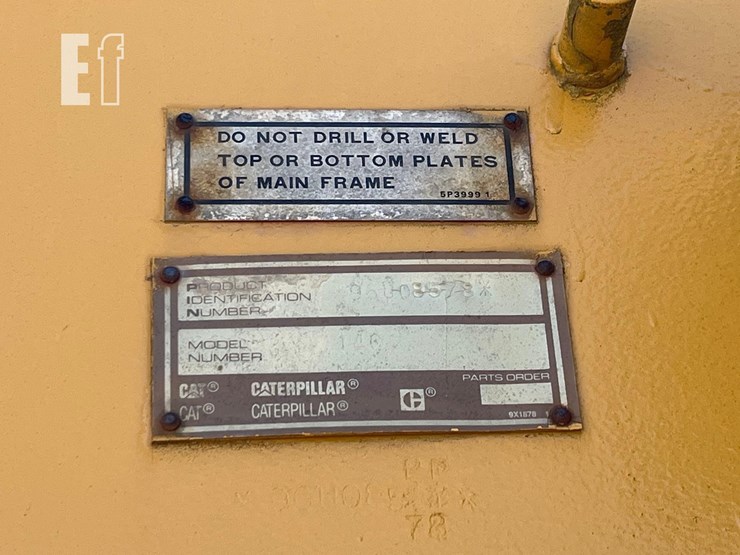 Ef
DO NOT DRILL OR WELD
TOP OR BOTTOM PLATES
OF MAIN FRAME
5P3999 1
PRODUCT
IDENTIFICATION
NUMBER
MODEL
NUMBER
PARTS ORDER
CAT® CATERPILLAR® ®
CAT® CATERPILLAR®
9X1878 1
78